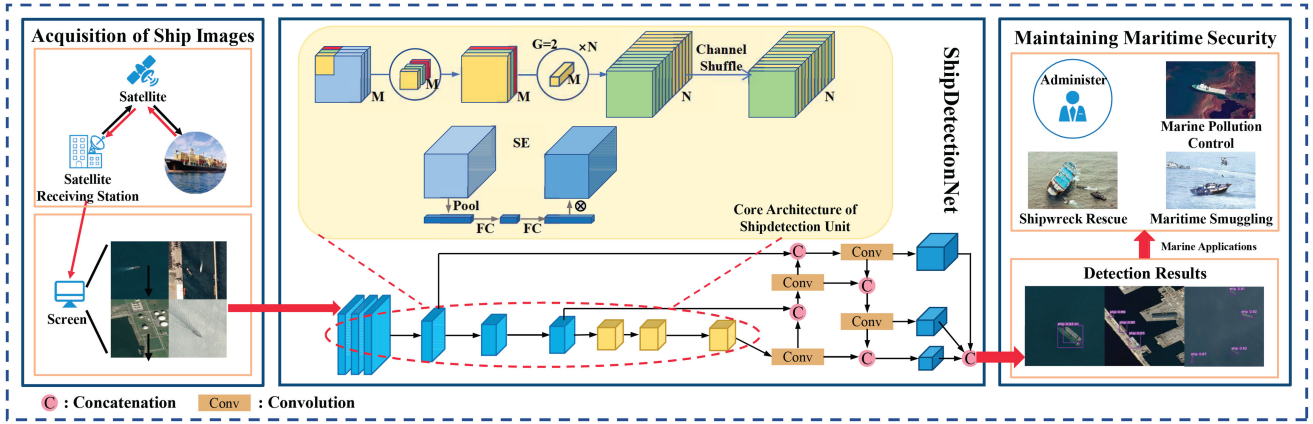 Acquisition of Ship Images
Satellite
Satellite
Receiving Station
Screen
G=2
×N
M
M
M
M
N
Channel
Shuffle
N
SE
Pool
FC
FC
⊗
Core Architecture of
Shipdetection Unit
ShipDetectionNet
C
Conv
Conv
C
C
Conv
Conv
C
C
Maintaining Maritime Security
Administer
Marine Pollution
Control
Shipwreck Rescue
Maritime Smuggling
Marine Applications
Detection Results
C : Concatenation
Conv : Convolution